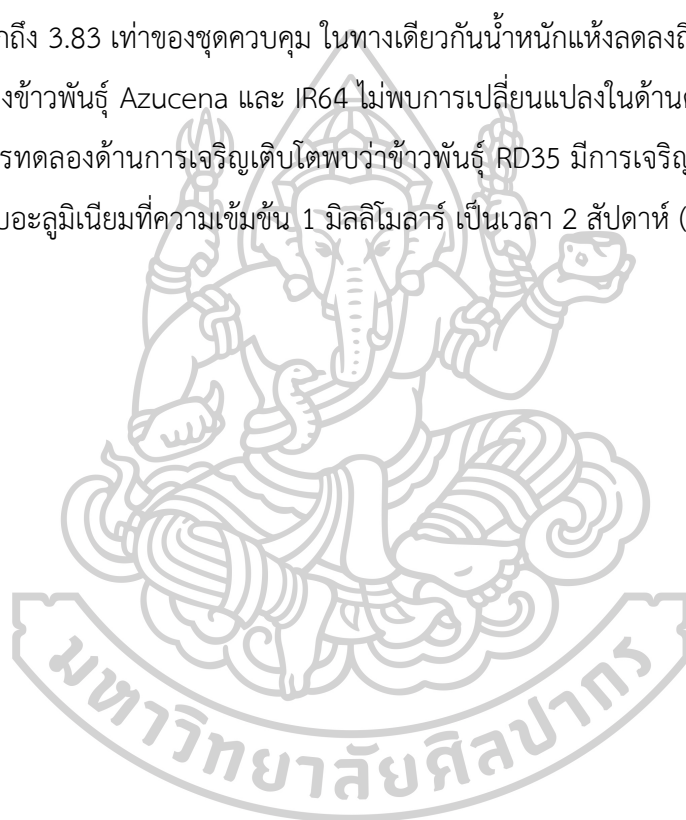 กถึง 3.83 เท่าของชุดควบคุม ในทางเดียวกันน้ำหนักแห้งลดลงถึ
งข้าวพันธุ์ Azucena และ IR64 ไม่พบการเปลี่ยนแปลงในด้าน
รทดลองด้านการเจริญเติบโตพบว่าข้าวพันธุ์ RD35 มีการเจริญ
บอะลูมิเนียมที่ความเข้มข้น 1 มิลลิโมลาร์ เป็นเวลา 2 สัปดาห์ (
มหาวิทยาลัยศิลปากร